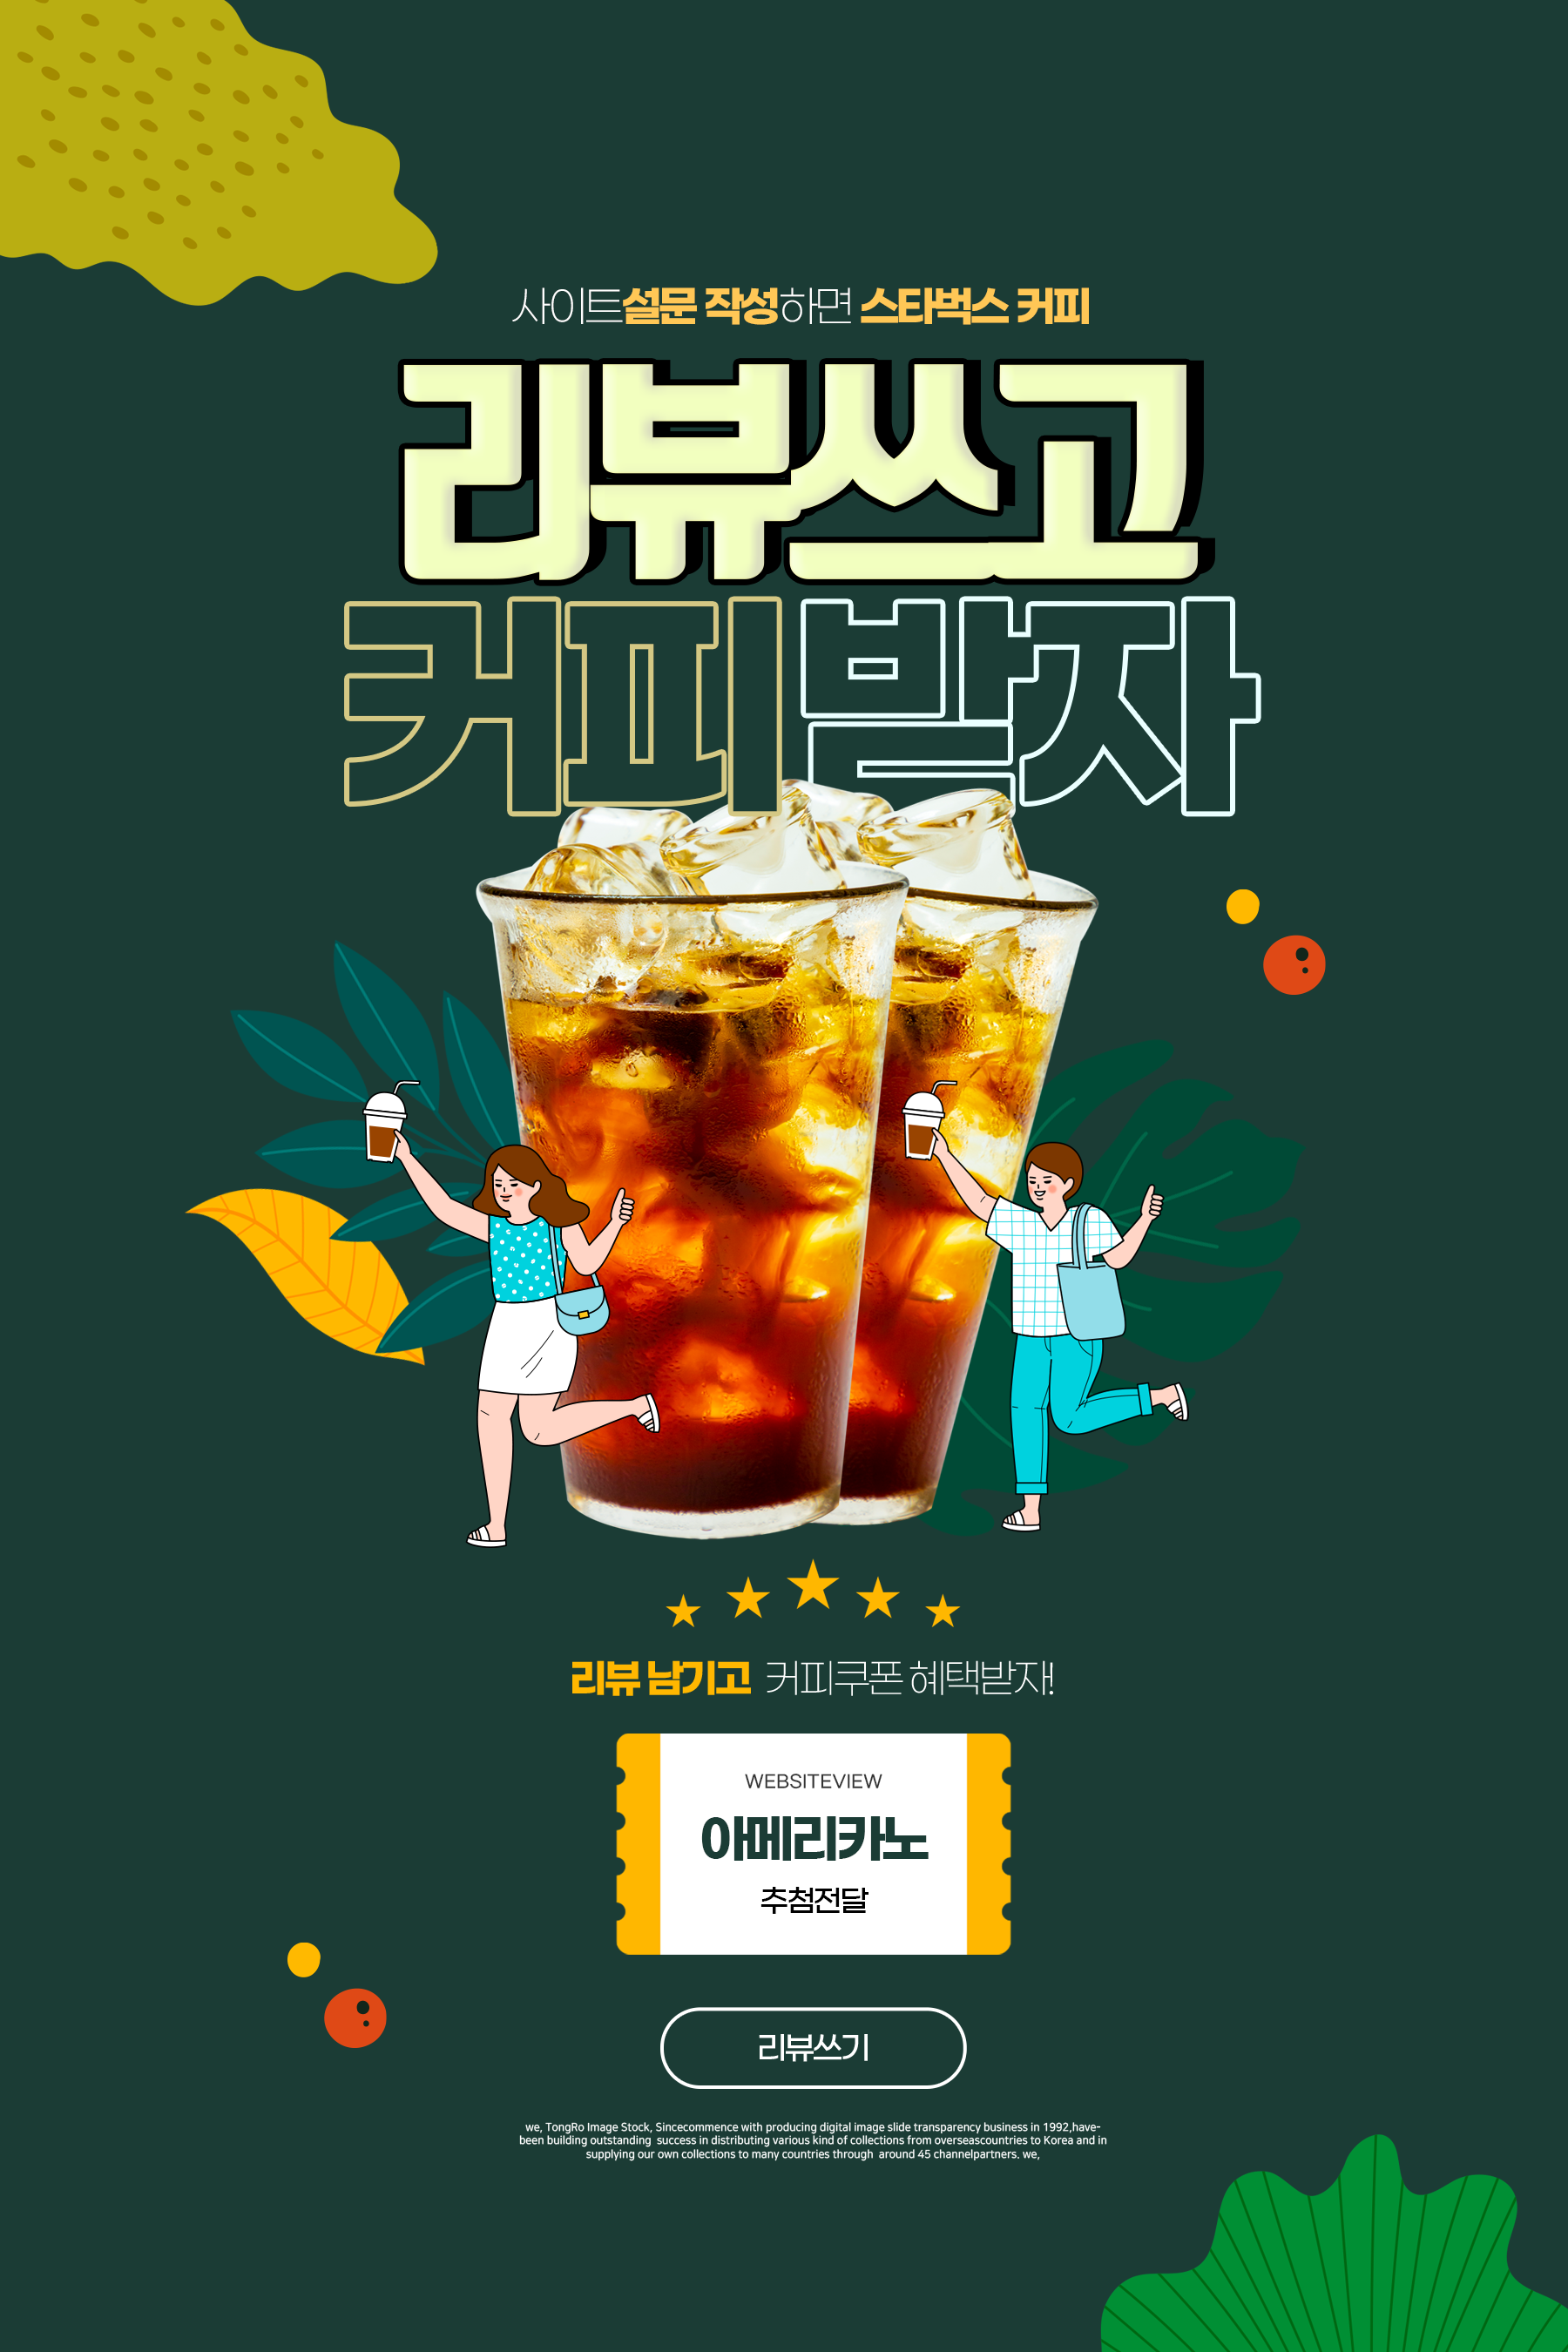 사이트설문 작성하면 스타벅스 커피
리뷰쓰고
커피받자
리뷰 남기고 커피쿠폰 혜택받자!
WEBSITEVIEW
아메리카노
추첨전달
리뷰쓰기
we, TongRo Image Stock, Sincecommence with producing digital image slide transparency business in 1992,have-
been building outstanding success in distributing various kind of collections from overseascountries to Korea and in
supplying our own collections to many countries through around 45 channelpartners. we,